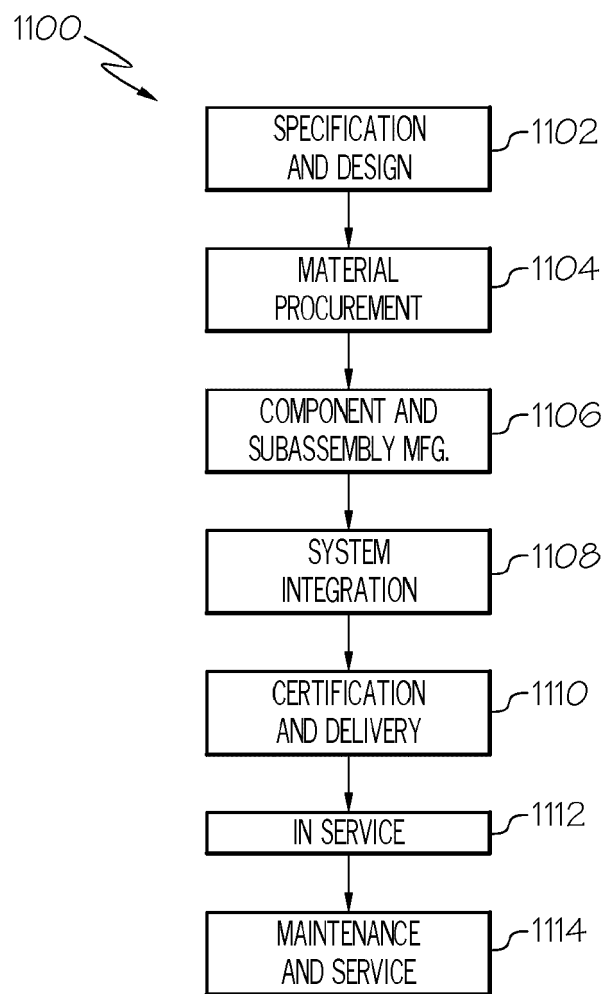 1100
SPECIFICATION
AND DESIGN
1102
MATERIAL
PROCUREMENT
1104
COMPONENT AND
SUBASSEMBLY MFG.
1106
SYSTEM
INTEGRATION
1108
CERTIFICATION
AND DELIVERY
1110
IN SERVICE
1112
MAINTENANCE
AND SERVICE
1114